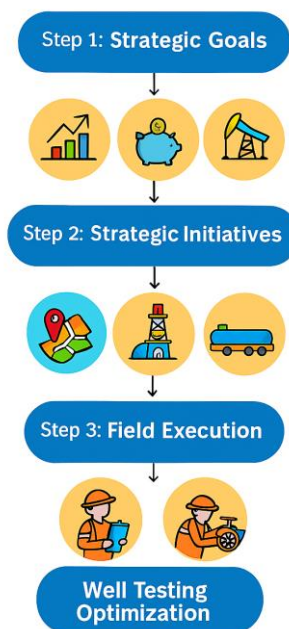 Step 1: Strategic Goals
Step 2: Strategic Initiatives
Step 3: Field Execution
Well Testing
Optimization